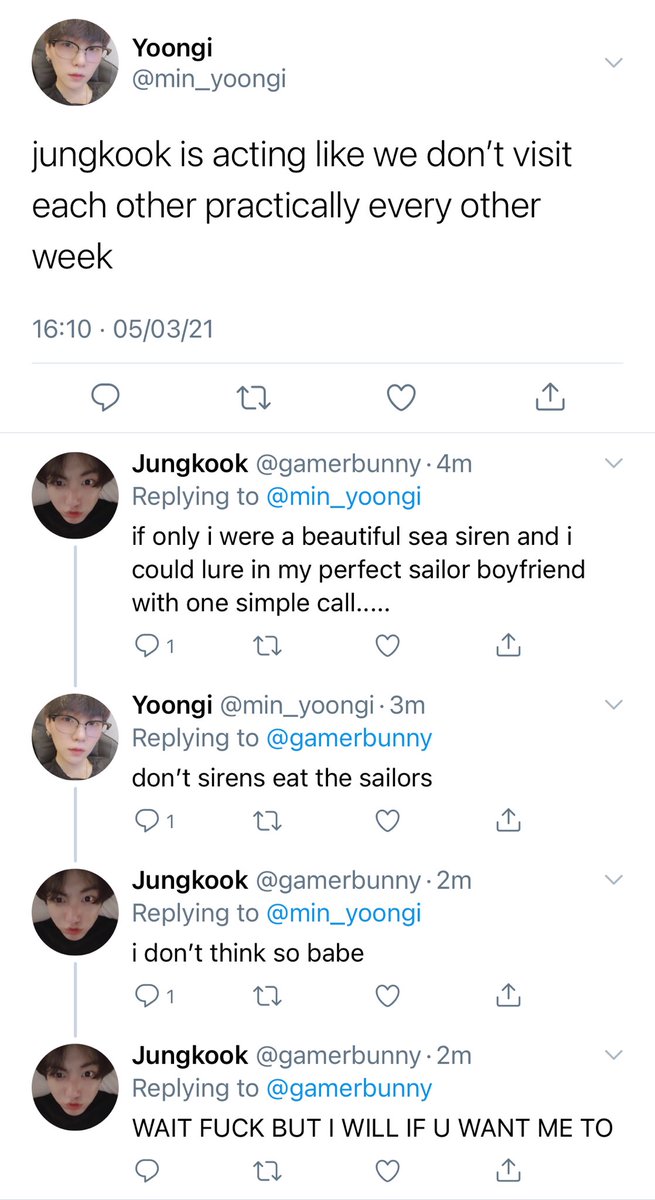 Yoongi
@min_yoongi
jungkook is acting like we don't visit
each other practically every other
week
16:10 · 05/03/21
Jungkook @gamerbunny · 4m
Replying to @min_yoongi
if only i were a beautiful sea siren and i
could lure in my perfect sailor boyfriend
with one simple call.....
1
Yoongi @min_yoongi · 3m
Replying to @gamerbunny
don't sirens eat the sailors
1
Jungkook @gamerbunny · 2m
Replying to @min_yoongi
i don't think so babe
1
Jungkook @gamerbunny · 2m
Replying to @gamerbunny
WAIT FUCK BUT I WILL IF U WANT ME TO